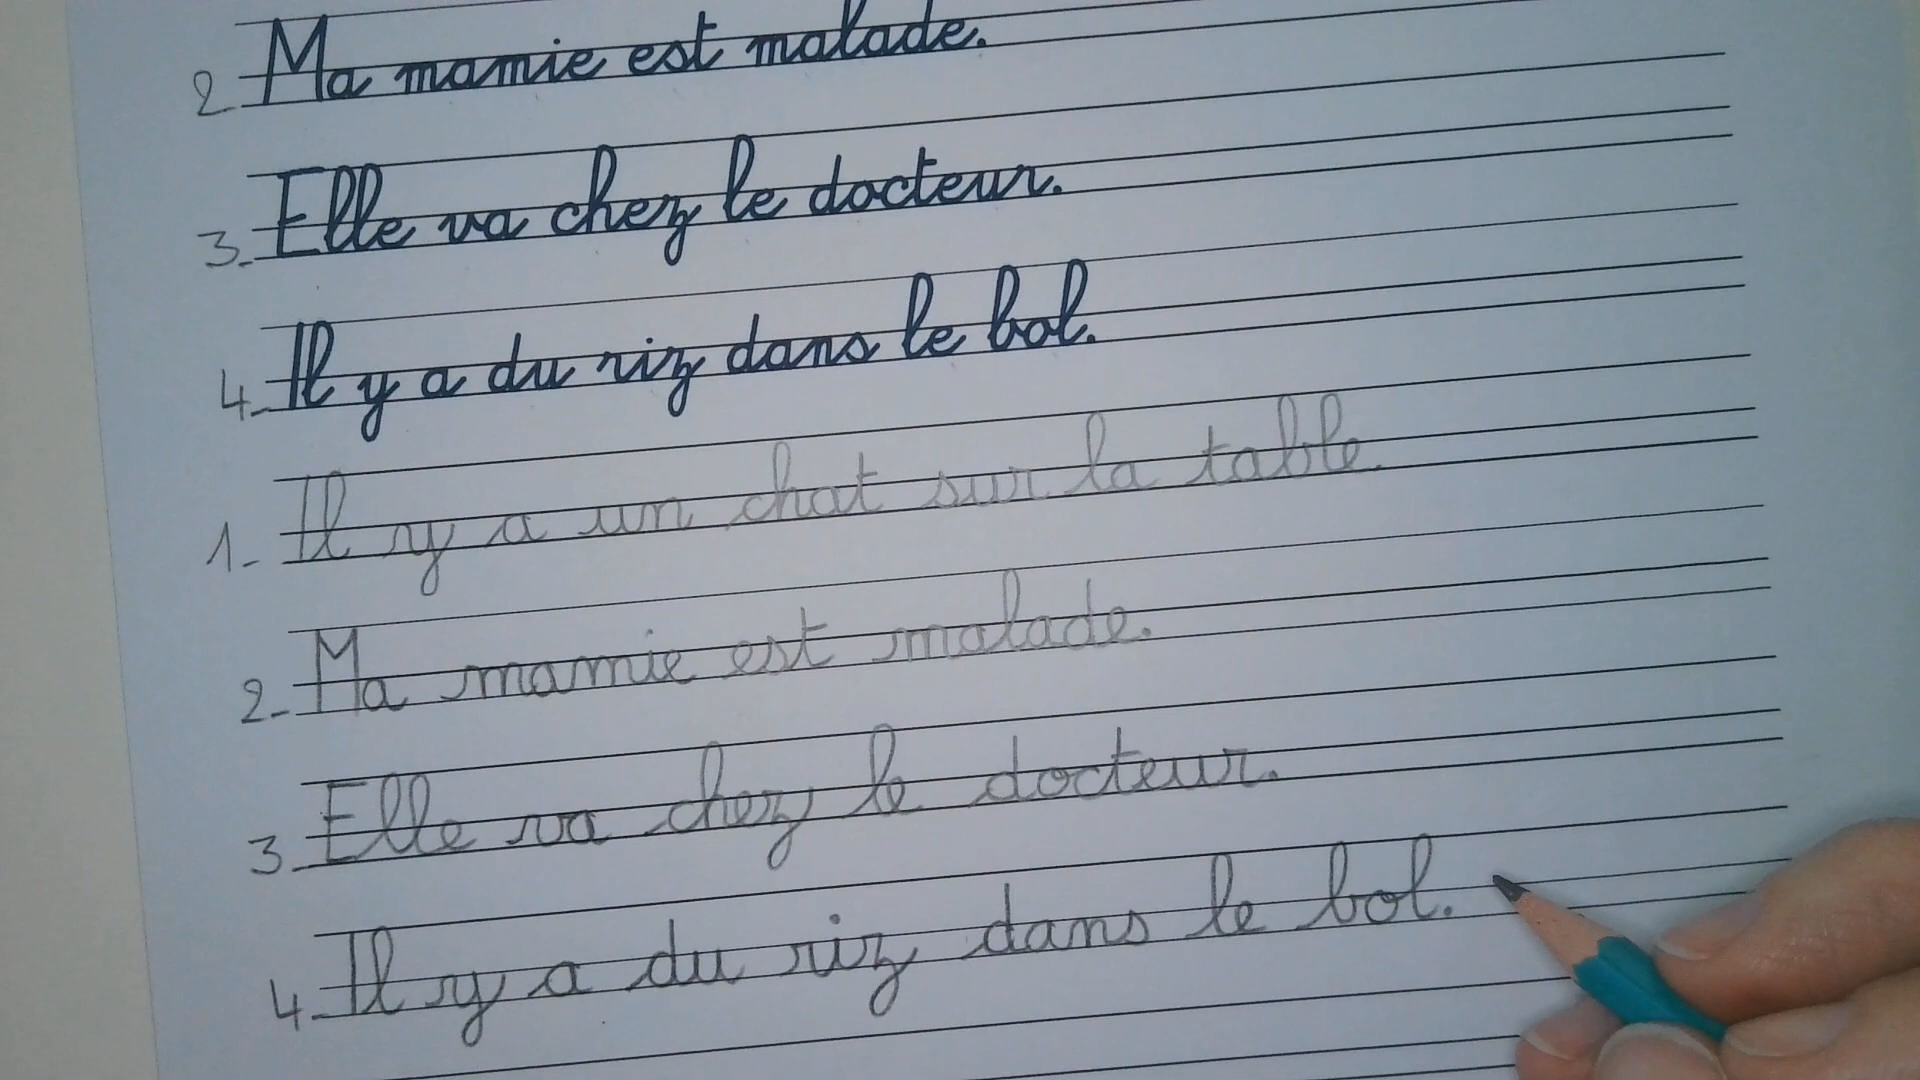 2 Ma mamie est malade.
3. Elle va chez le docteur.
4. Il y a du riz dans le bol.
1- Il y a un chat sur la table.
2- Ma mamie est malade.
3. Elle va chez le docteur.
4. Il y a du riz dans le bol.